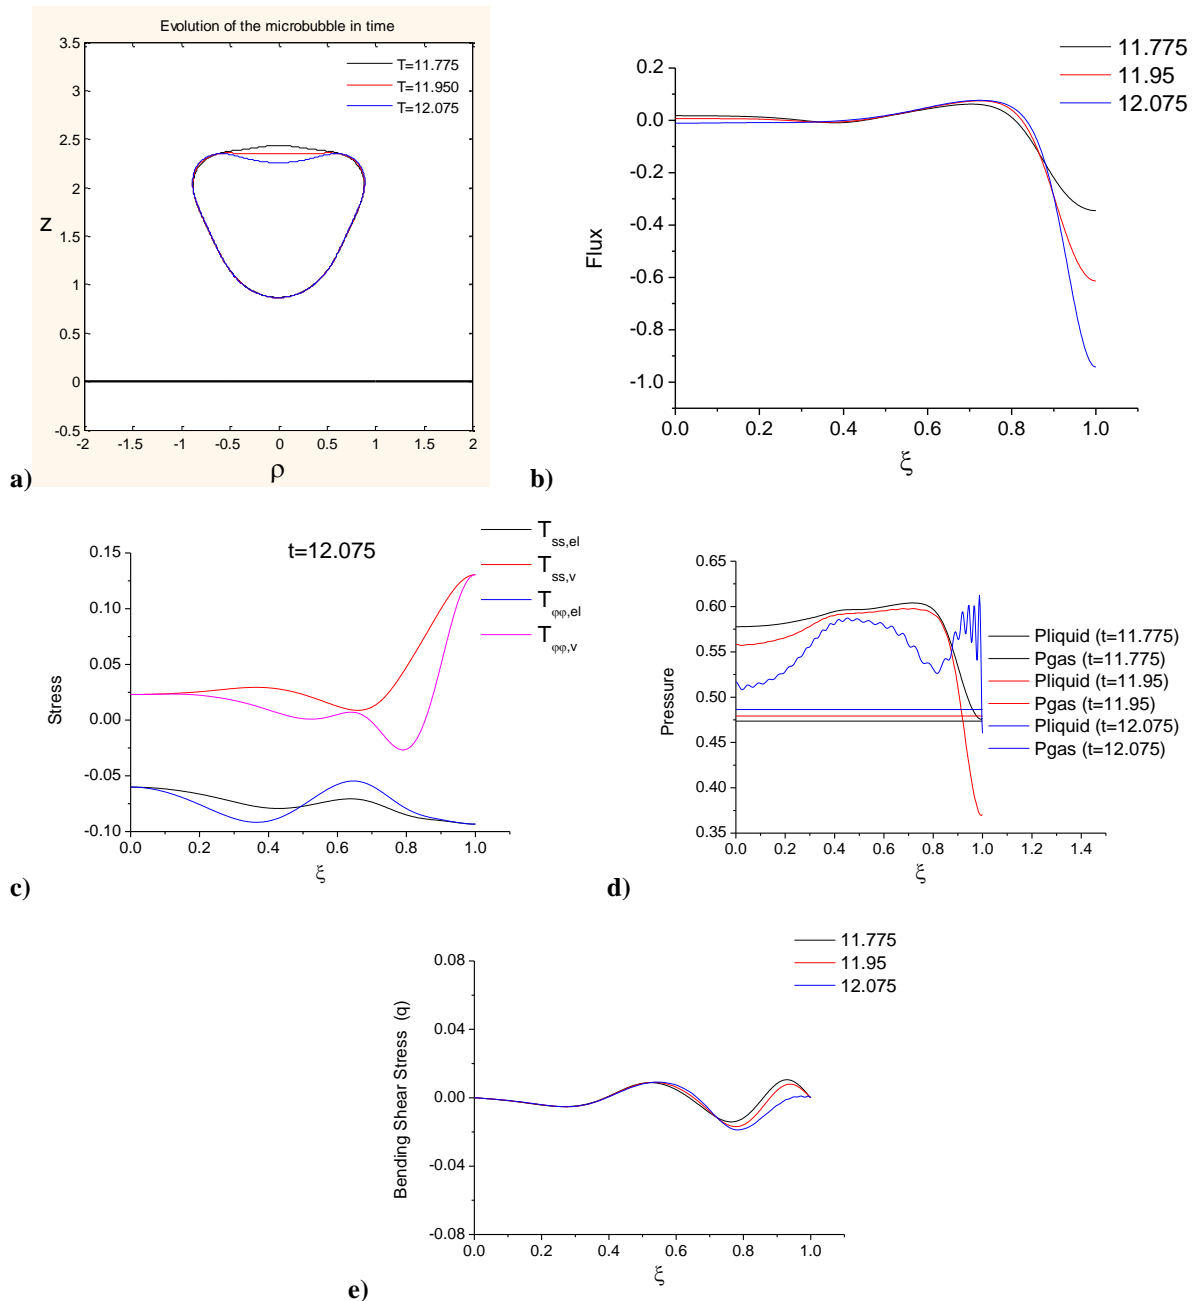 Evolution of the microbubble in time
T=11.775
T=11.950
T=12.075
3.5
3
2.5
2
1.5
1
0.5
0
-0.5
z
-2 -1.5 -1 -0.5 0 0.5 1 1.5 2
ρ
a)
11.775
11.95
12.075
0.2
0.0
-0.2
-0.4
-0.6
-0.8
-1.0
Flux
0.0 0.2 0.4 0.6 0.8 1.0
ξ
b)
t=12.075
T ss,el
T ss,v
T φφ,el
T φφ,v
0.15
0.10
0.05
0.00
-0.05
-0.10
Stress
0.0 0.2 0.4 0.6 0.8 1.0
ξ
c)
0.65
0.60
0.55
0.50
0.45
0.40
0.35
Pressure
Pliquid (t=11.775)
Pgas (t=11.775)
Pliquid (t=11.95)
Pgas (t=11.95)
Pliquid (t=12.075)
Pgas (t=12.075)
0.0 0.2 0.4 0.6 0.8 1.0 1.2 1.4
ξ
d)
11.775
11.95
12.075
0.08
0.04
0.00
-0.04
-0.08
Bending Shear Stress (q)
0.0 0.2 0.4 0.6 0.8 1.0
ξ
e)